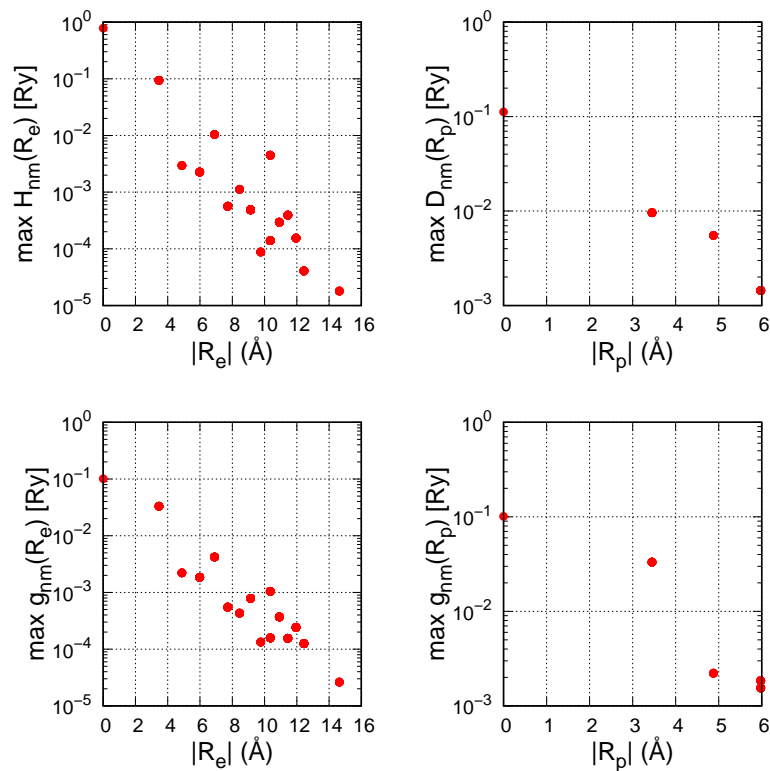 max H_nm(R_e) [Ry]
10^0
10^-1
10^-2
10^-3
10^-4
10^-5
0 2 4 6 8 10 12 14 16
|R_e| (Å)
max D_nm(R_p) [Ry]
10^0
10^-1
10^-2
10^-3
0 1 2 3 4 5 6
|R_p| (Å)
max g_nm(R_e) [Ry]
10^0
10^-1
10^-2
10^-3
10^-4
10^-5
0 2 4 6 8 10 12 14 16
|R_e| (Å)
max g_nm(R_p) [Ry]
10^0
10^-1
10^-2
10^-3
0 1 2 3 4 5 6
|R_p| (Å)